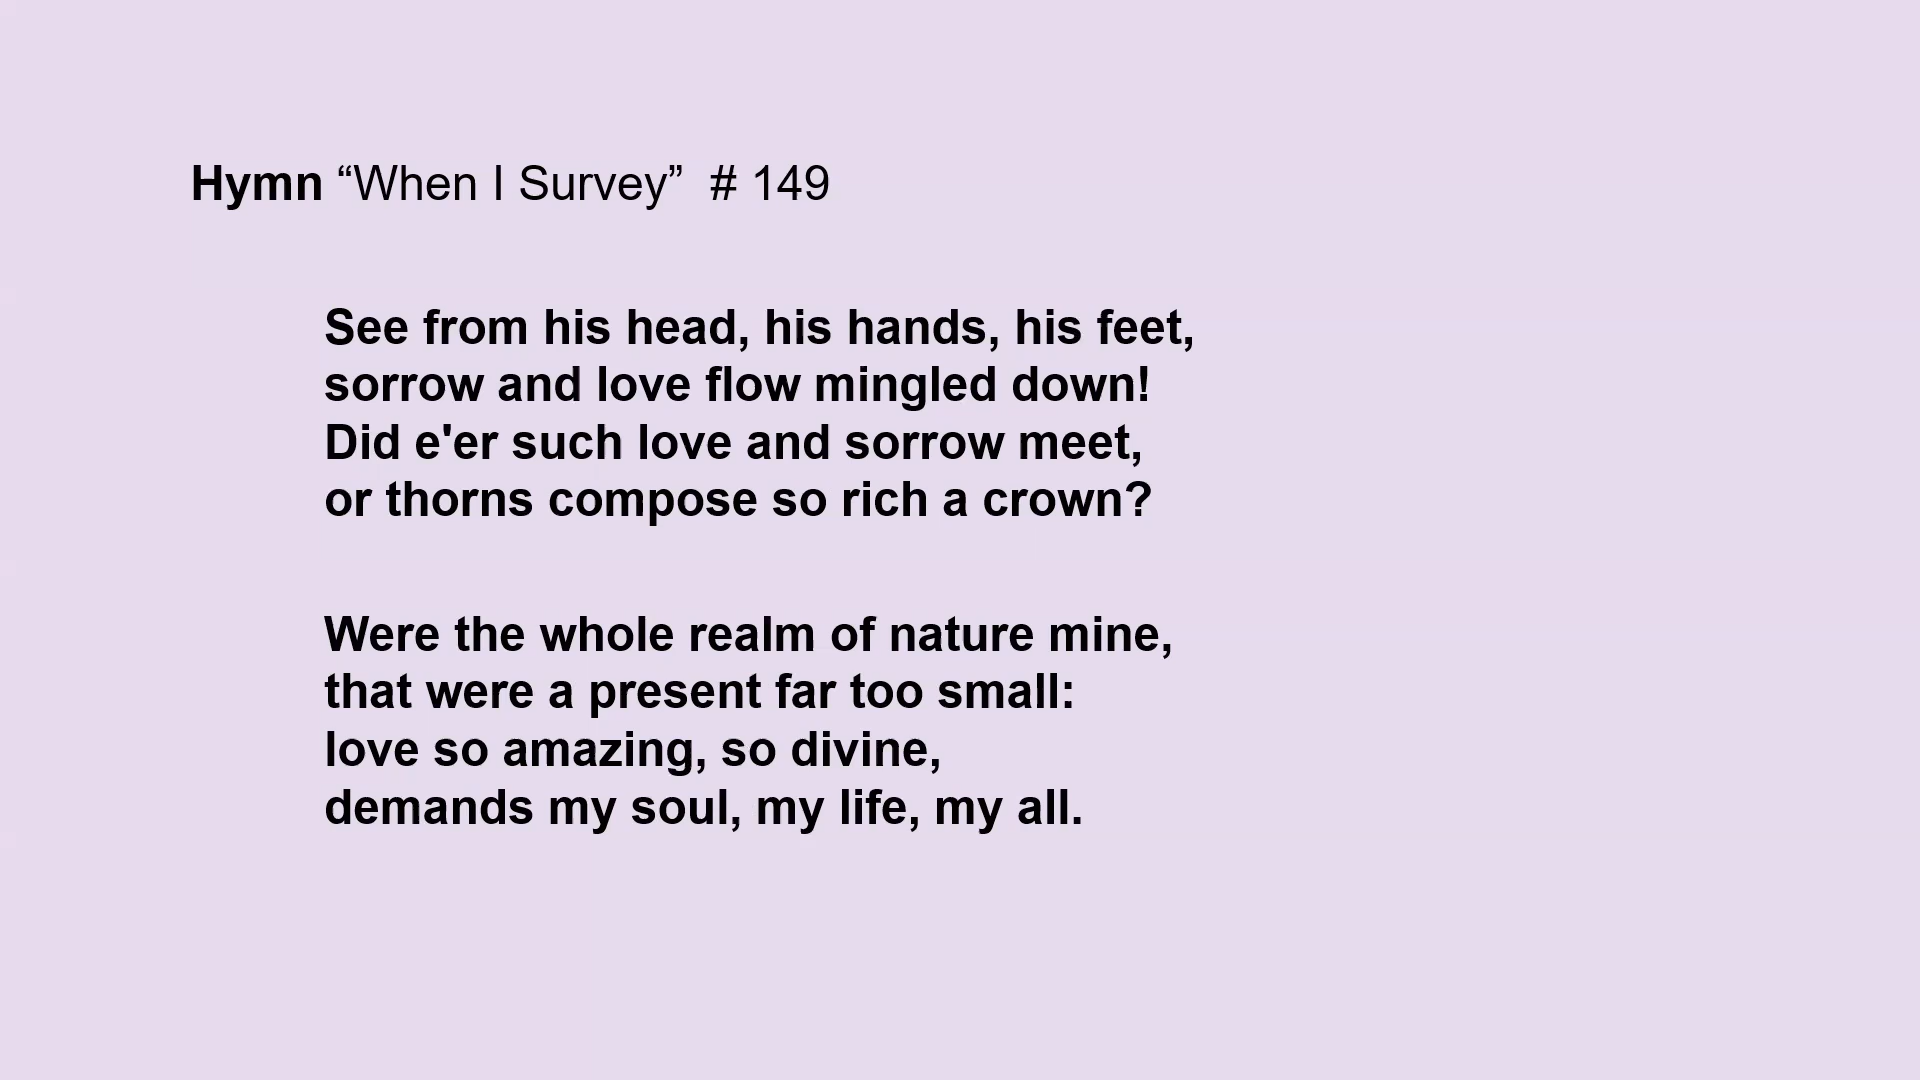 Hymn “When I Survey”  # 149
See from his head, his hands, his feet,
sorrow and love flow mingled down!
Did e'er such love and sorrow meet,
or thorns compose so rich a crown?
Were the whole realm of nature mine,
that were a present far too small:
love so amazing, so divine,
demands my soul, my life, my all.